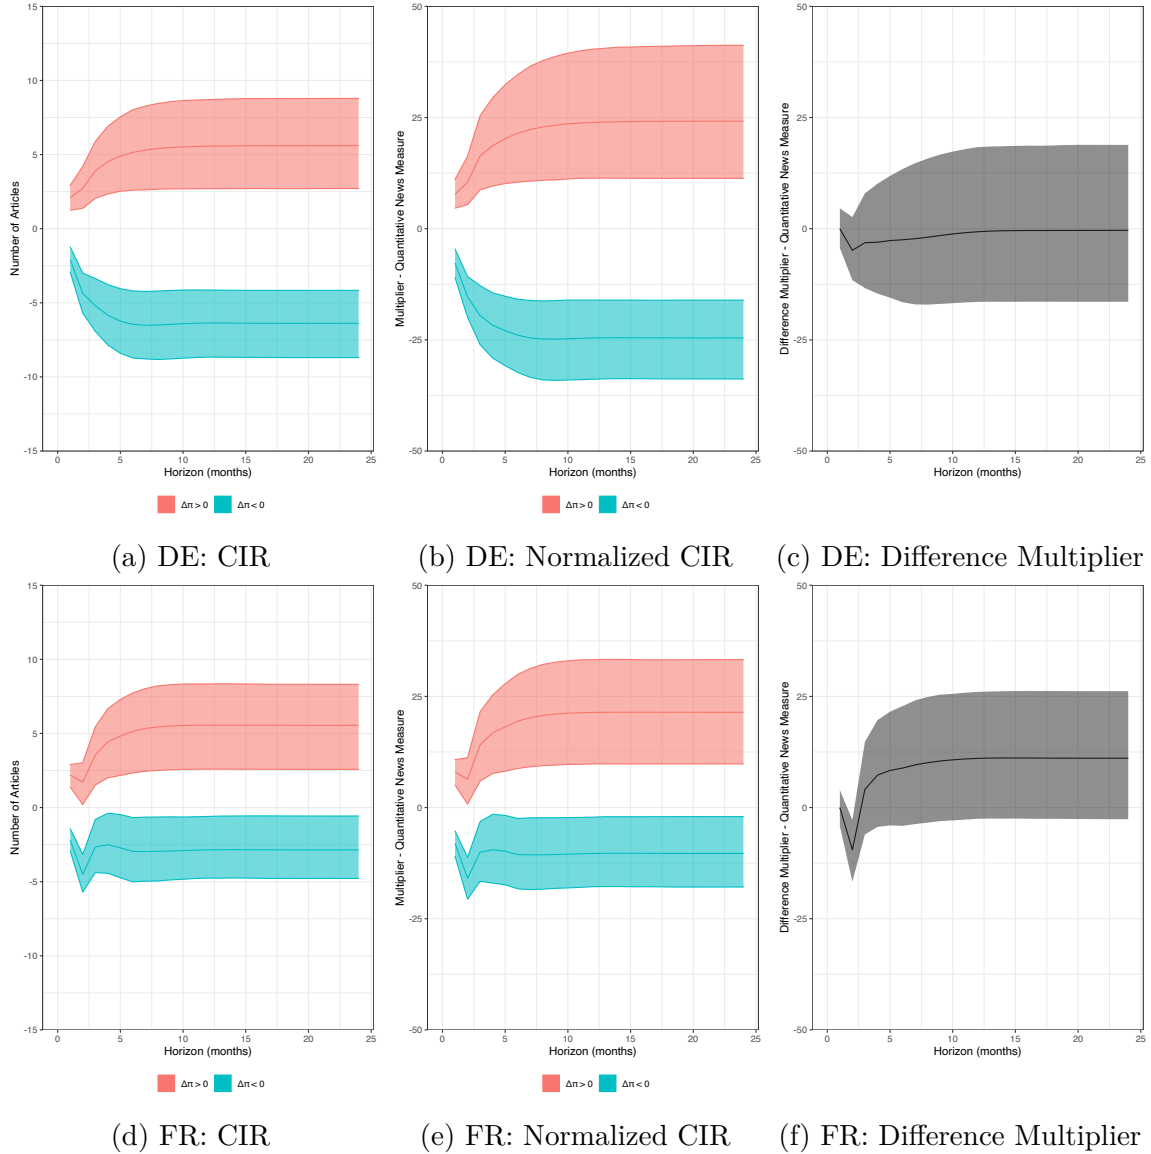 15
10
5
0
-5
-10
-15
Number of Articles
0 5 10 15 20 25
Horizon (months)
Δπ > 0 Δπ < 0
(a) DE: CIR
50
25
0
-25
-50
Multiplier - Quantitative News Measure
0 5 10 15 20 25
Horizon (months)
Δπ > 0 Δπ < 0
(b) DE: Normalized CIR
50
25
0
-25
-50
Difference Multiplier - Quantitative News Measure
0 5 10 15 20 25
Horizon (months)
(c) DE: Difference Multiplier
15
10
5
0
-5
-10
-15
Number of Articles
0 5 10 15 20 25
Horizon (months)
Δπ > 0 Δπ < 0
(d) FR: CIR
50
25
0
-25
-50
Multiplier - Quantitative News Measure
0 5 10 15 20 25
Horizon (months)
Δπ > 0 Δπ < 0
(e) FR: Normalized CIR
50
25
0
-25
-50
Difference Multiplier - Quantitative News Measure
0 5 10 15 20 25
Horizon (months)
(f) FR: Difference Multiplier